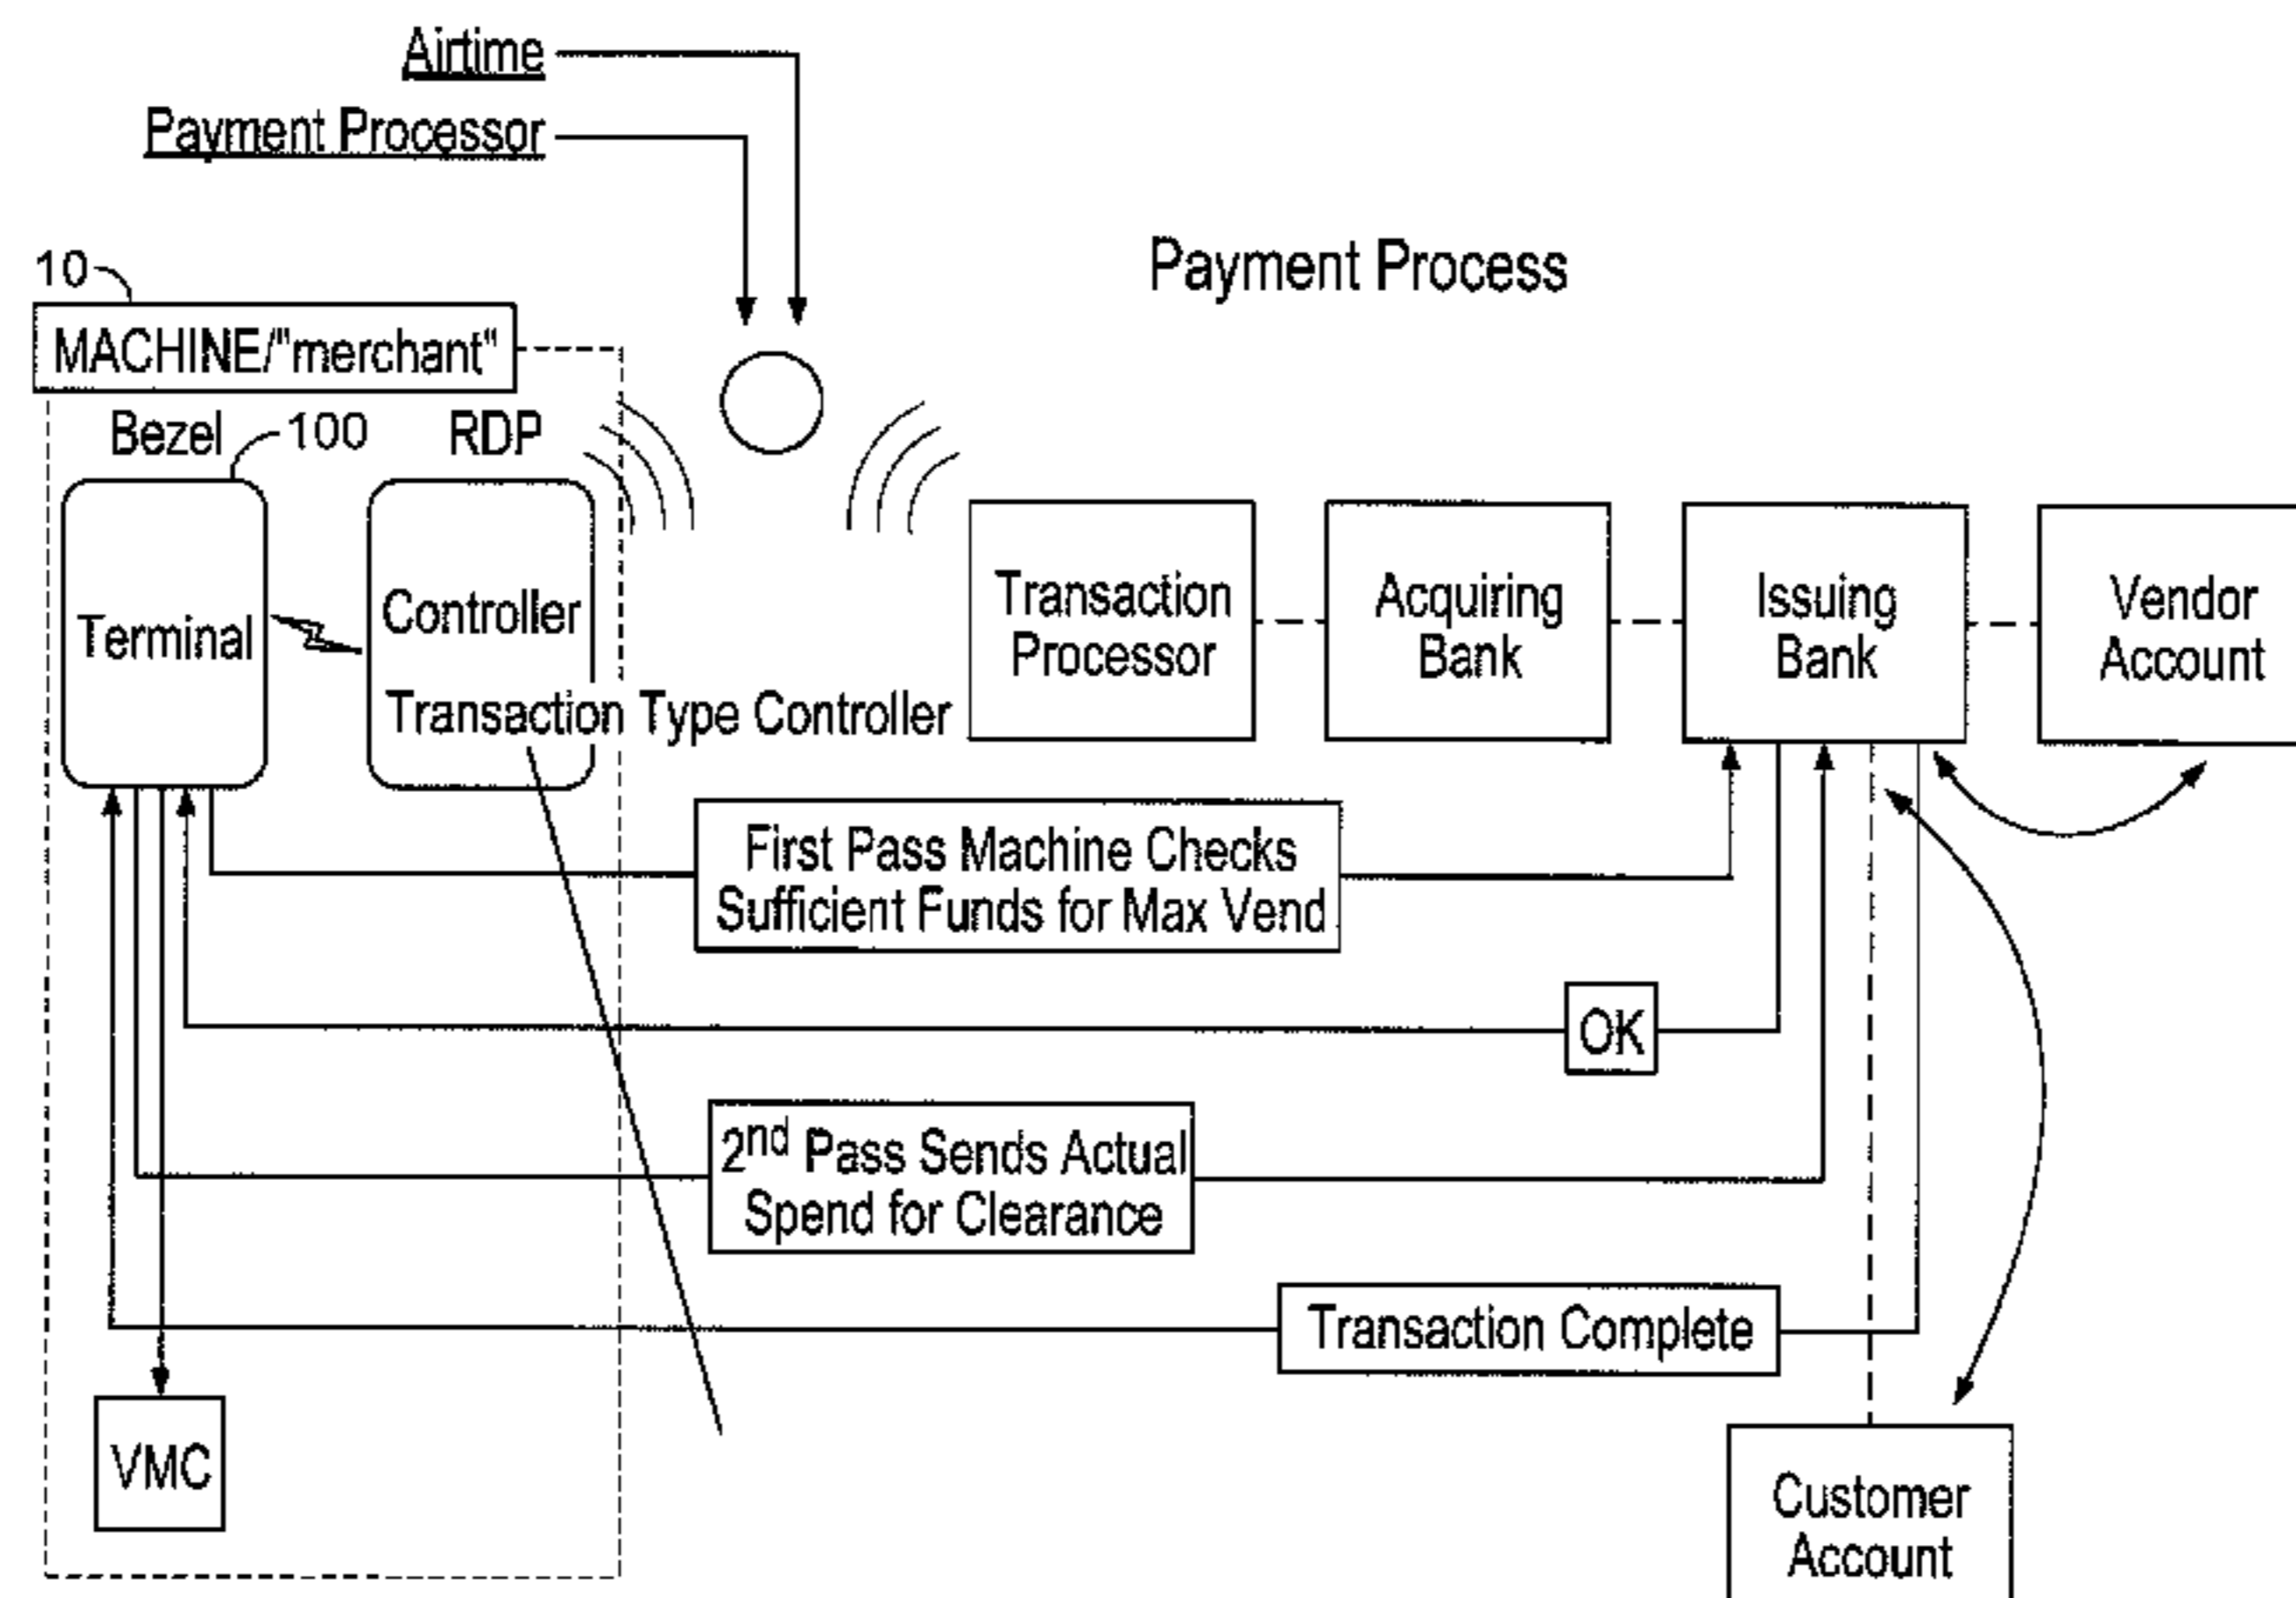 Airtime
Payment Processor
Payment Process
10
MACHINE/"merchant"
Bezel
100
RDP
Terminal
Controller
Transaction Type Controller
Transaction
Processor
Acquiring
Bank
Issuing
Bank
Vendor
Account
First Pass Machine Checks
Sufficient Funds for Max Vend
OK
2nd Pass Sends Actual
Spend for Clearance
Transaction Complete
VMC
Customer
Account